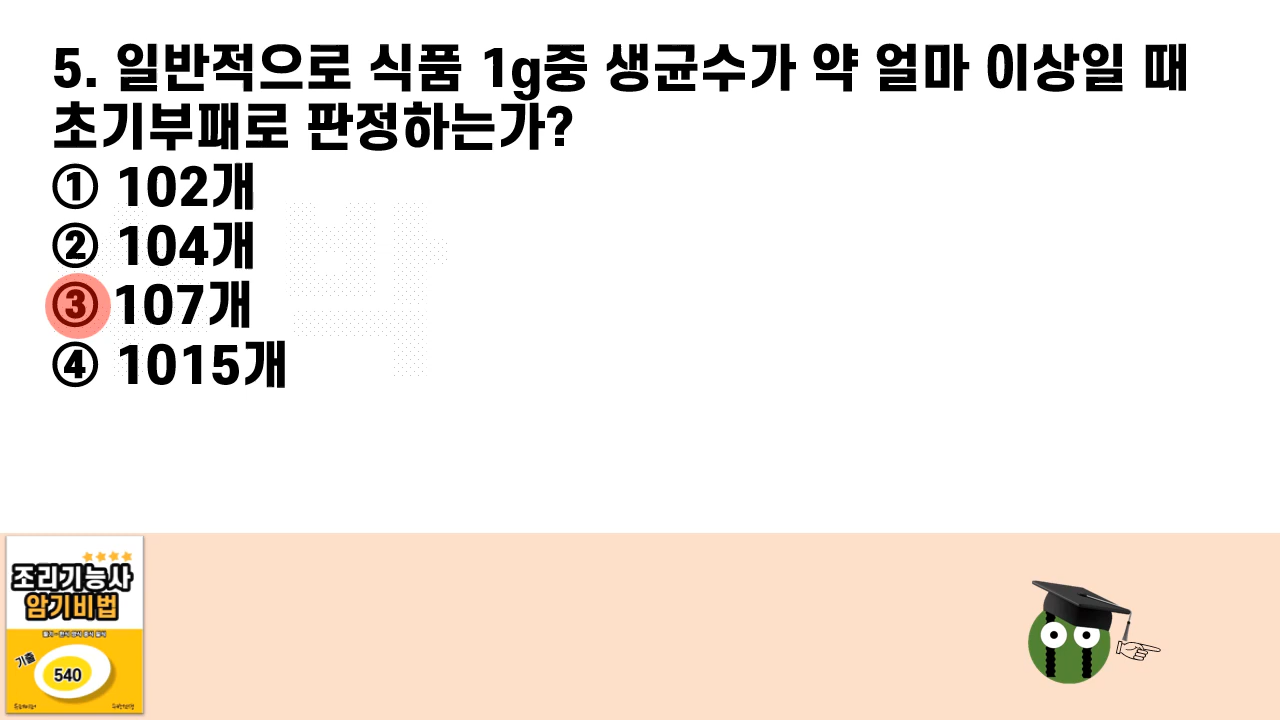 5. 일반적으로 식품 1g중 생균수가 약 얼마 이상일 때
초기부패로 판정하는가?
① 102개
② 104개
③ 107개
④ 1015개
조리기능사
암기비법
기출
540